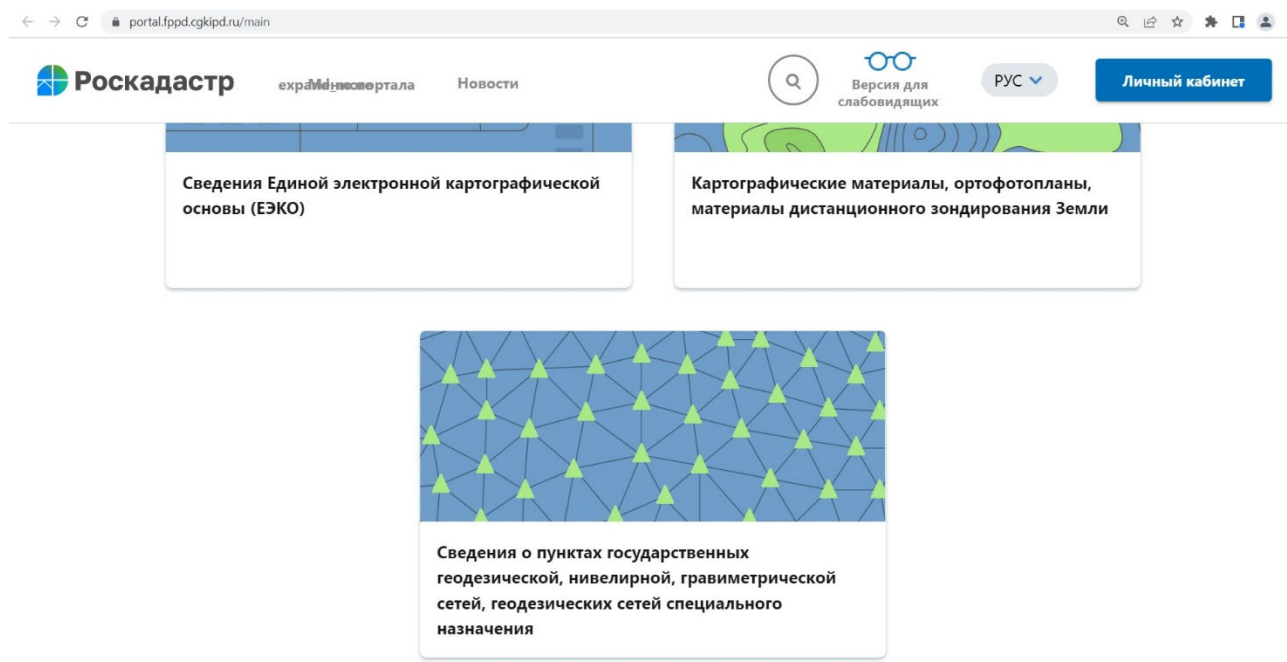 portal.fppd.cgkipd.ru/main
Роскадастр
портала
Новости
Версия для
слабовидящих
РУС
Личный кабинет
Сведения Единой электронной картографической
основы (ЕЭКО)
Картографические материалы, ортофотопланы,
материалы дистанционного зондирования Земли
Сведения о пунктах государственных
геодезической, нивелирной, гравиметрической
сетей, геодезических сетей специального
назначения